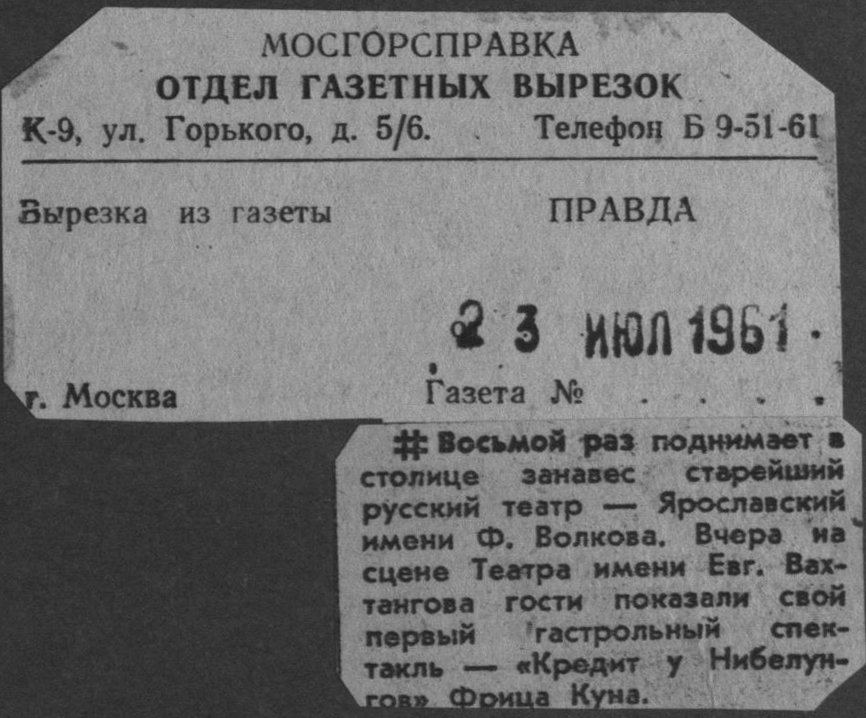 МОСГОРСПРАВКА
ОТДЕЛ ГАЗЕТНЫХ ВЫРЕЗОК
К-9, ул. Горького, д. 5/6. Телефон Б 9-51-61
Вырезка из газеты ПРАВДА
23 ИЮЛ 1961
г. Москва Газета № . . . .
# Восьмой раз поднимает в
столице занавес старейший
русский театр — Ярославский
имени Ф. Волкова. Вчера на
сцене Театра имени Евг. Вах-
тангова гости показали свой
первый гастрольный спек-
такль — «Кредит у Нибелун-
гов» Фрица Куна.